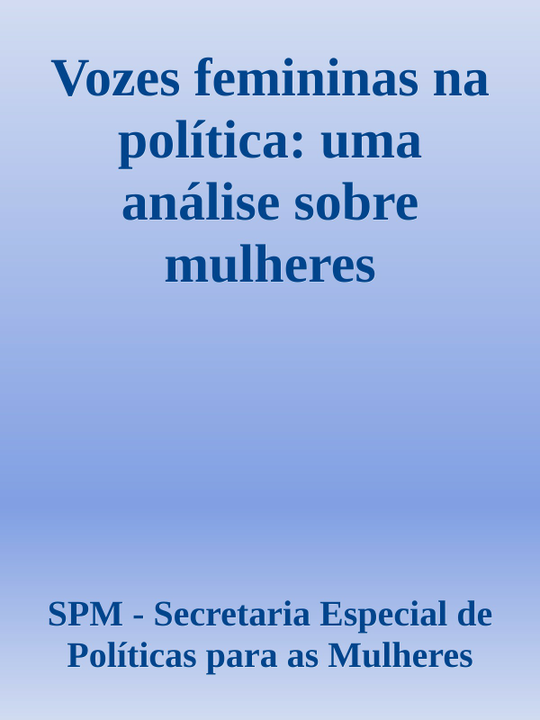 Vozes femininas na
política: uma
análise sobre
mulheres
SPM - Secretaria Especial de
Políticas para as Mulheres